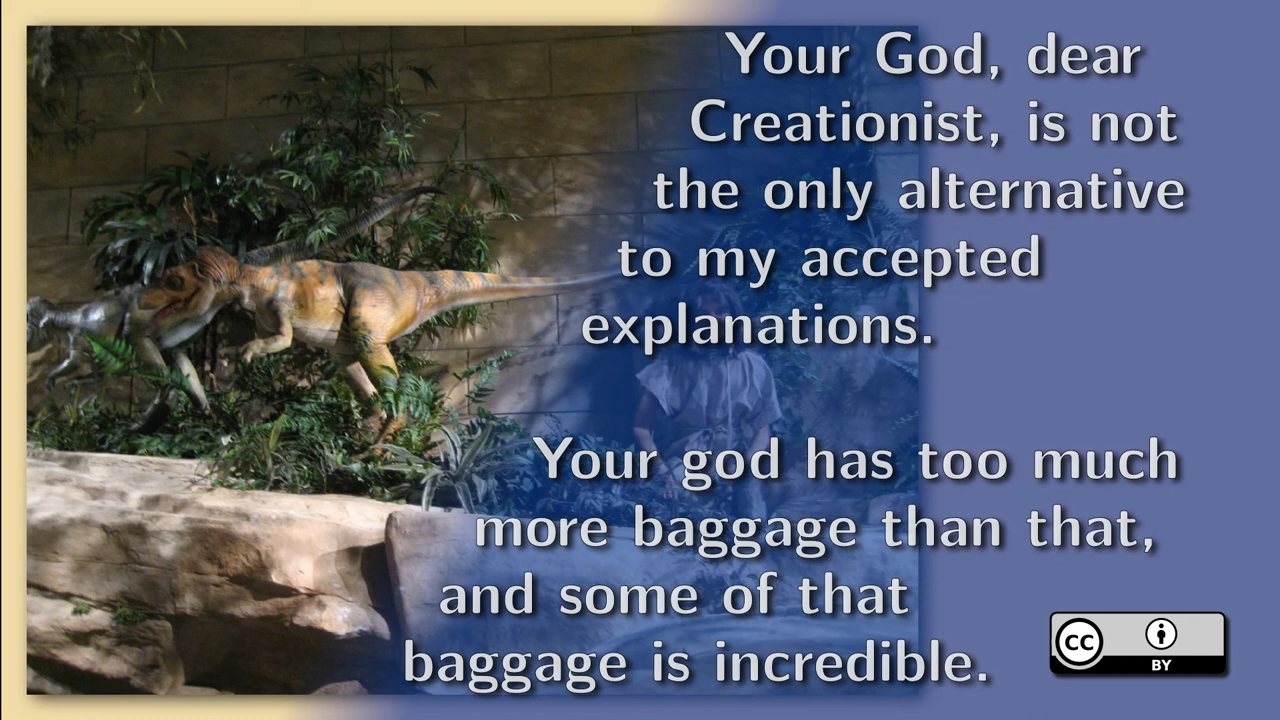 Your God, dear
Creationist, is not
the only alternative
to my accepted
explanations.
Your god has too much
more baggage than that,
and some of that
baggage is incredible.
cc
BY